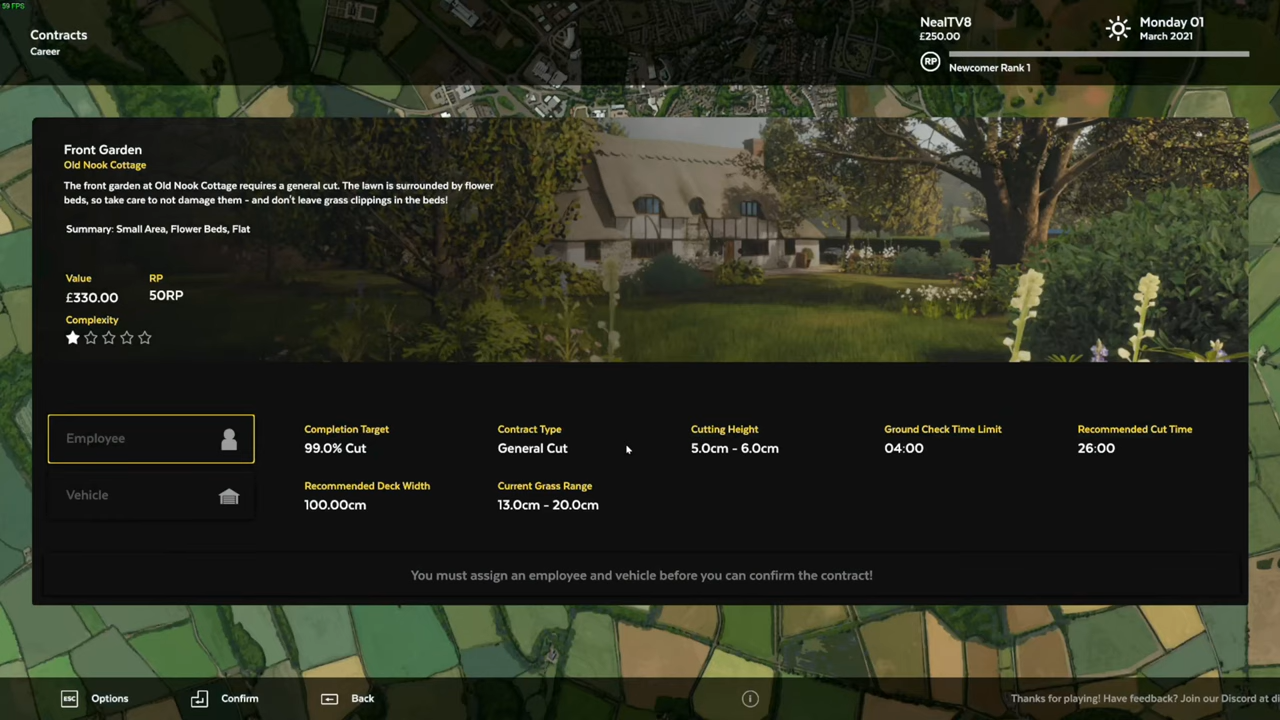 59 FPS
Contracts
Career
NealTV8
£250.00
Monday 01
March 2021
RP
Newcomer Rank 1
Front Garden
Old Nook Cottage
The front garden at Old Nook Cottage requires a general cut. The lawn is surrounded by flower
beds, so take care to not damage them - and don't leave grass clippings in the beds!
Summary: Small Area, Flower Beds, Flat
Value
RP
£330.00
50RP
Complexity
Employee
Vehicle
Completion Target
99.0% Cut
Contract Type
General Cut
Cutting Height
5.0cm - 6.0cm
Ground Check Time Limit
04:00
Recommended Cut Time
26:00
Recommended Deck Width
100.00cm
Current Grass Range
13.0cm - 20.0cm
You must assign an employee and vehicle before you can confirm the contract!
ESC Options
Confirm
Back
i
Thanks for playing! Have feedback? Join our Discord at di